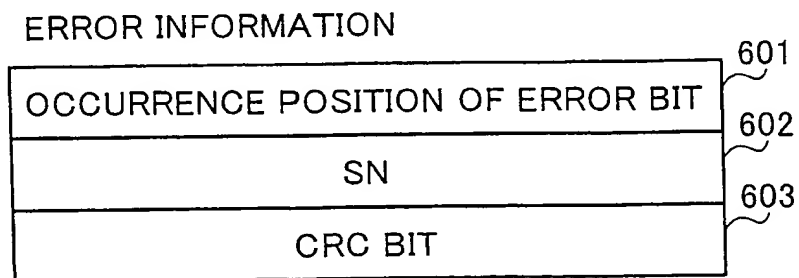 ERROR INFORMATION
601
OCCURRENCE POSITION OF ERROR BIT
602
SN
603
CRC BIT